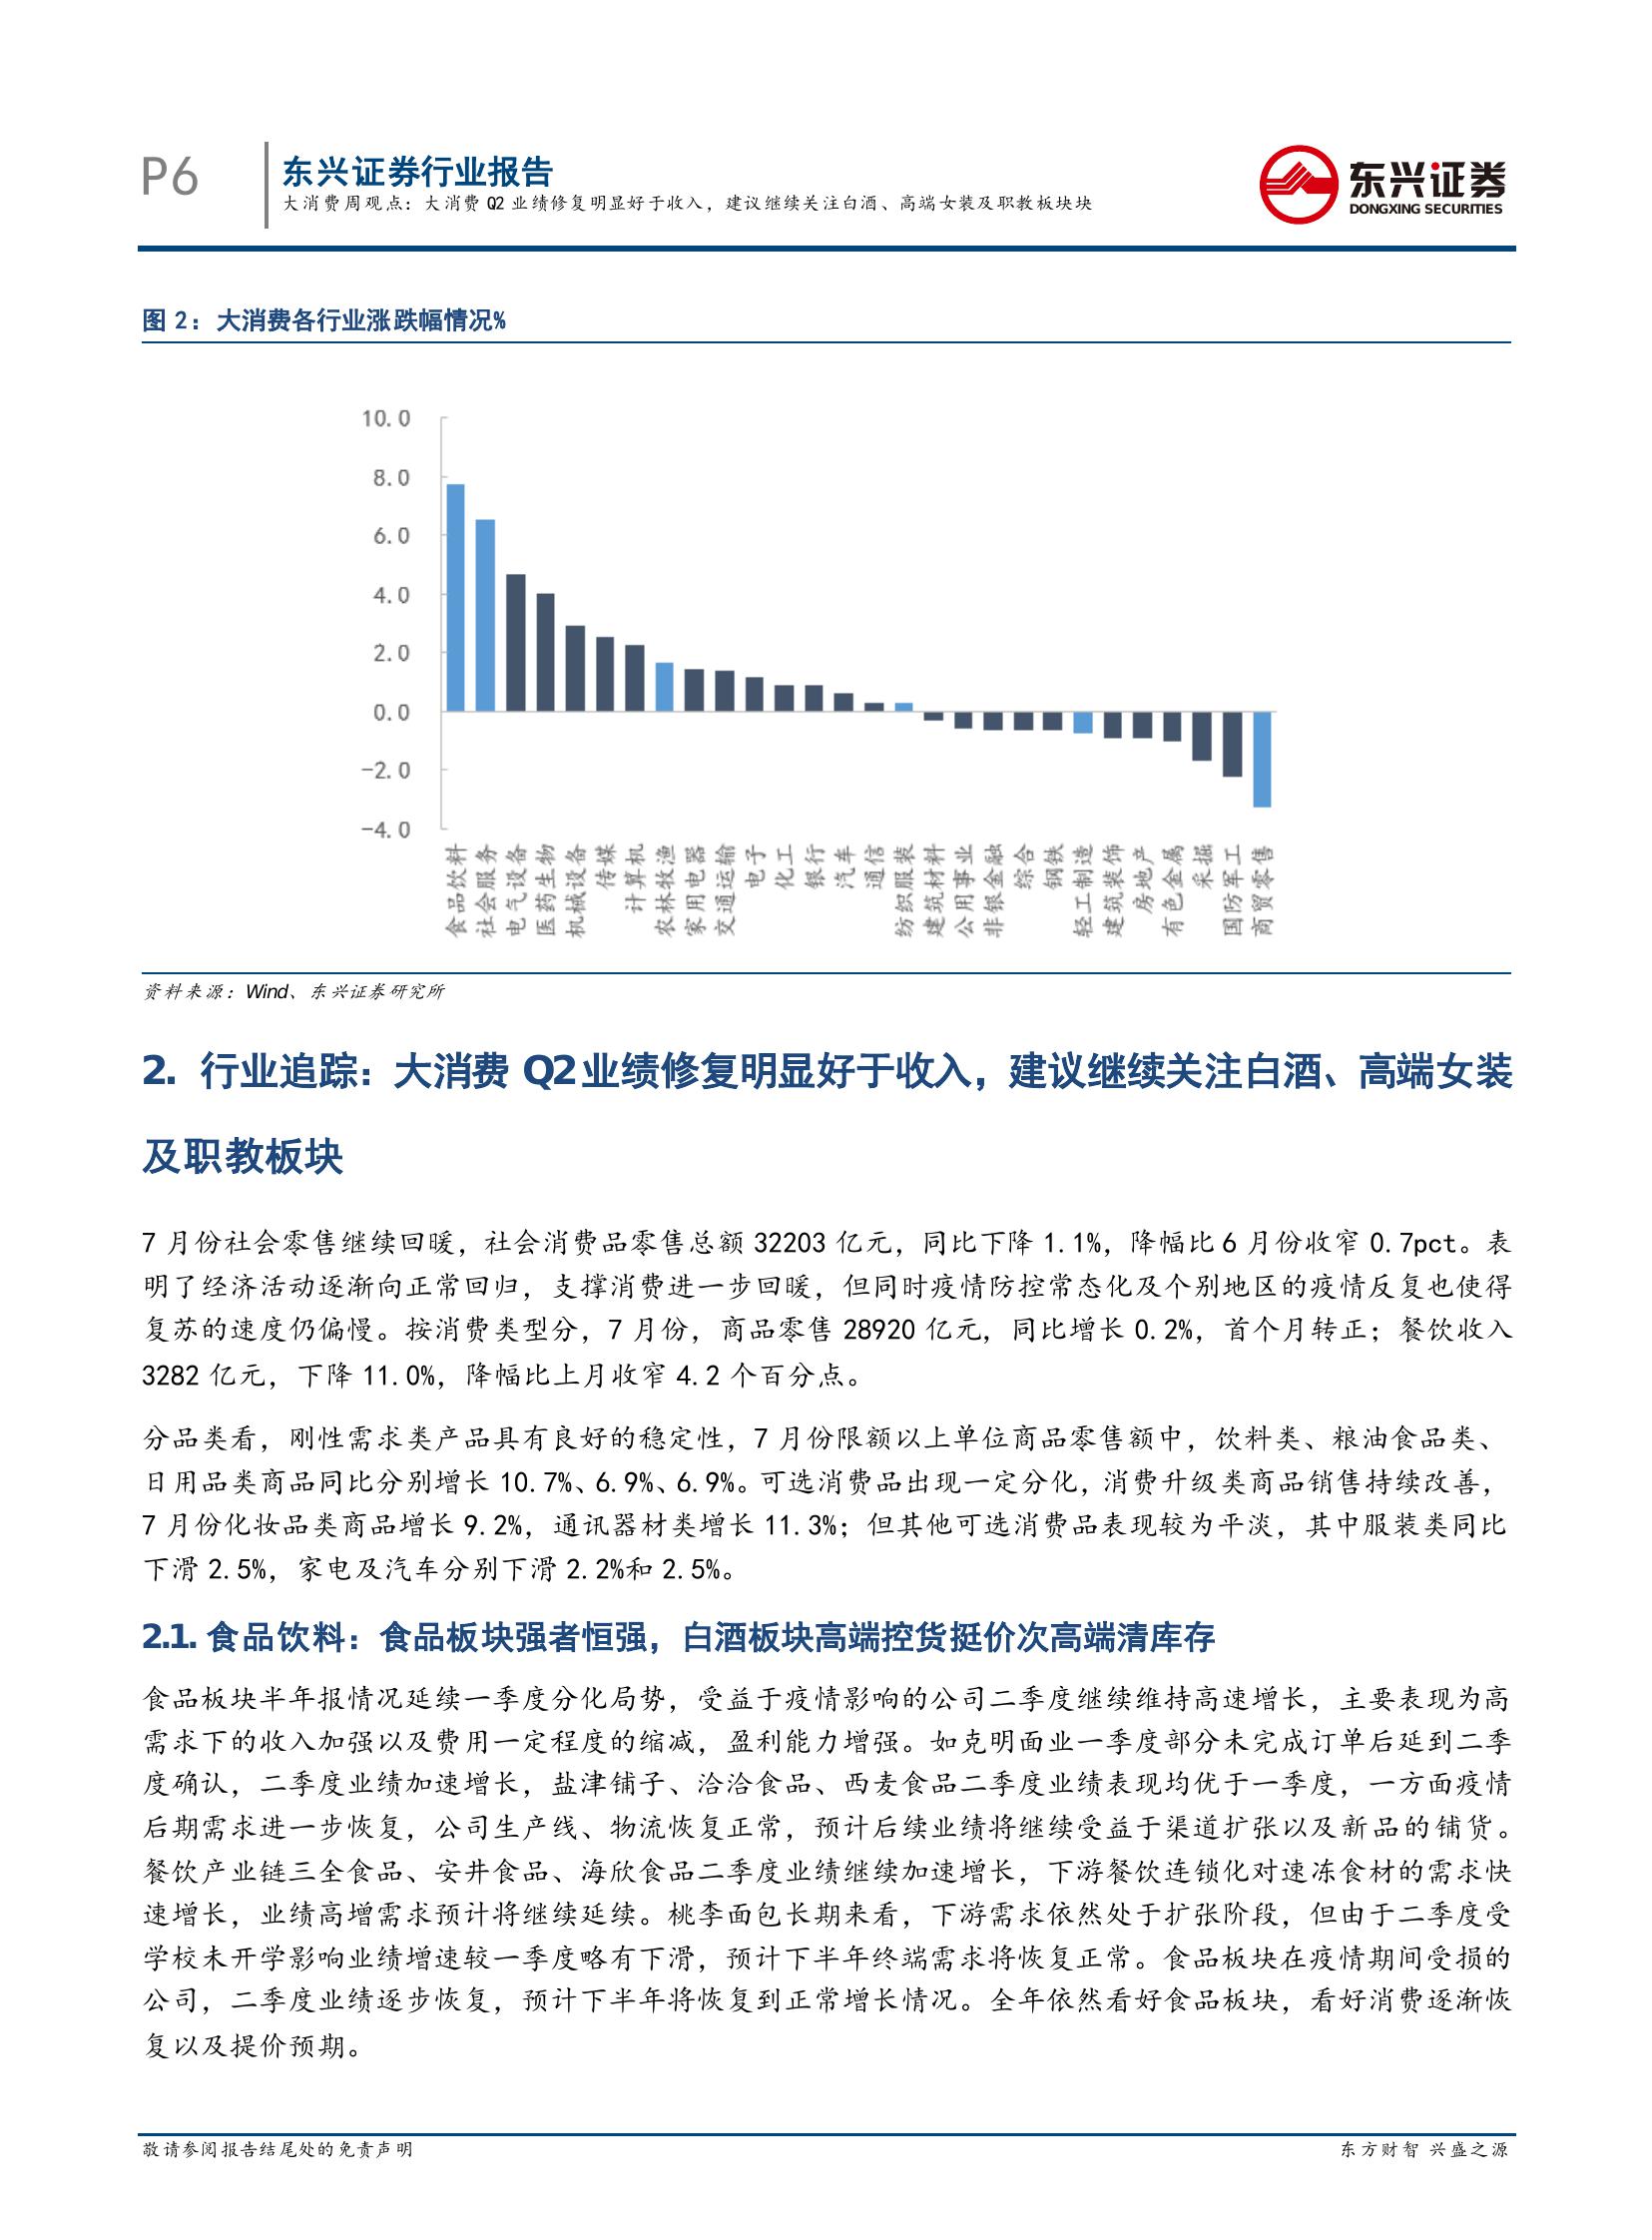 P6
东兴证券行业报告
大消费周观点：大消费 Q2 业绩修复明显好于收入，建议继续关注白酒、高端女装及职教板块块
东兴证券
DONGXING SECURITIES
图 2：大消费各行业涨跌幅情况%
10.0
8.0
6.0
4.0
2.0
0.0
-2.0
-4.0
食品饮料
社会服务
电气设备
医药生物
机械设备
传媒
计算机
农林牧渔
家用电器
交通运输
电子
化工
银行
汽车
通信
纺织服装
建筑材料
公用事业
非银金融
综合
钢铁
轻工制造
建筑装饰
房地产
有色金属
采掘
国防军工
商贸零售
资料来源：Wind、东兴证券研究所
2. 行业追踪：大消费 Q2 业绩修复明显好于收入，建议继续关注白酒、高端女装
及职教板块
7 月份社会零售继续回暖，社会消费品零售总额 32203 亿元，同比下降 1.1%，降幅比 6 月份收窄 0.7pct。表
明了经济活动逐渐向正常回归，支撑消费进一步回暖，但同时疫情防控常态化及个别地区的疫情反复也使得
复苏的速度仍偏慢。按消费类型分，7 月份，商品零售 28920 亿元，同比增长 0.2%，首个月转正；餐饮收入
3282 亿元，下降 11.0%，降幅比上月收窄 4.2 个百分点。
分品类看，刚性需求类产品具有良好的稳定性，7 月份限额以上单位商品零售额中，饮料类、粮油食品类、
日用品类商品同比分别增长 10.7%、6.9%、6.9%。可选消费品出现一定分化，消费升级类商品销售持续改善，
7 月份化妆品类商品增长 9.2%，通讯器材类增长 11.3%；但其他可选消费品表现较为平淡，其中服装类同比
下滑 2.5%，家电及汽车分别下滑 2.2%和 2.5%。
2.1. 食品饮料：食品板块强者恒强，白酒板块高端控货挺价次高端清库存
食品板块半年报情况延续一季度分化局势，受益于疫情影响的公司二季度继续维持高速增长，主要表现为高
需求下的收入加强以及费用一定程度的缩减，盈利能力增强。如克明面业一季度部分未完成订单后延到二季
度确认，二季度业绩加速增长，盐津铺子、洽洽食品、西麦食品二季度业绩表现均优于一季度，一方面疫情
后期需求进一步恢复，公司生产线、物流恢复正常，预计后续业绩将继续受益于渠道扩张以及新品的铺货。
餐饮产业链三全食品、安井食品、海欣食品二季度业绩继续加速增长，下游餐饮连锁化对速冻食材的需求快
速增长，业绩高增需求预计将继续延续。桃李面包长期来看，下游需求依然处于扩张阶段，但由于二季度受
学校未开学影响业绩增速较一季度略有下滑，预计下半年终端需求将恢复正常。食品板块在疫情期间受损的
公司，二季度业绩逐步恢复，预计下半年将恢复到正常增长情况。全年依然看好食品板块，看好消费逐渐恢
复以及提价预期。
敬请参阅报告结尾处的免责声明
东方财智 兴盛之源